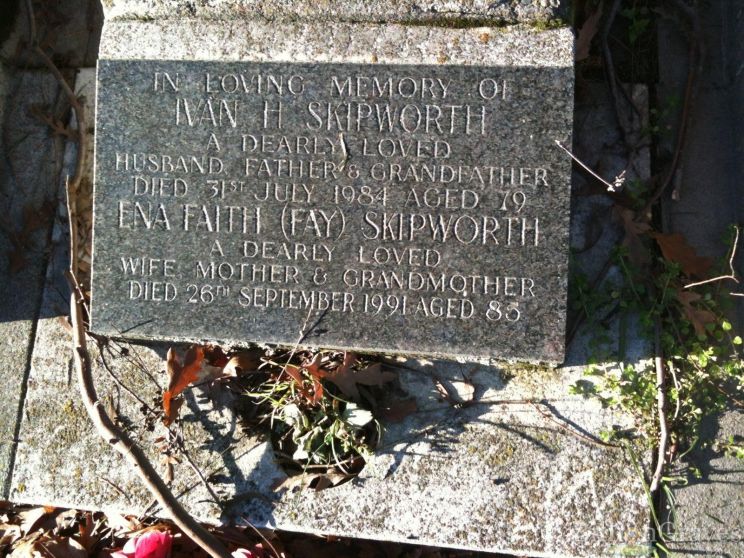 IN LOVING MEMORY OF
IVAN H SKIPWORTH
A DEARLY LOVED
HUSBAND, FATHER & GRANDFATHER
DIED 31ST JULY 1984 AGED 79
ENA FAITH (FAY) SKIPWORTH
A DEARLY LOVED
WIFE, MOTHER & GRANDMOTHER
DIED 26TH SEPTEMBER 1991 AGED 83